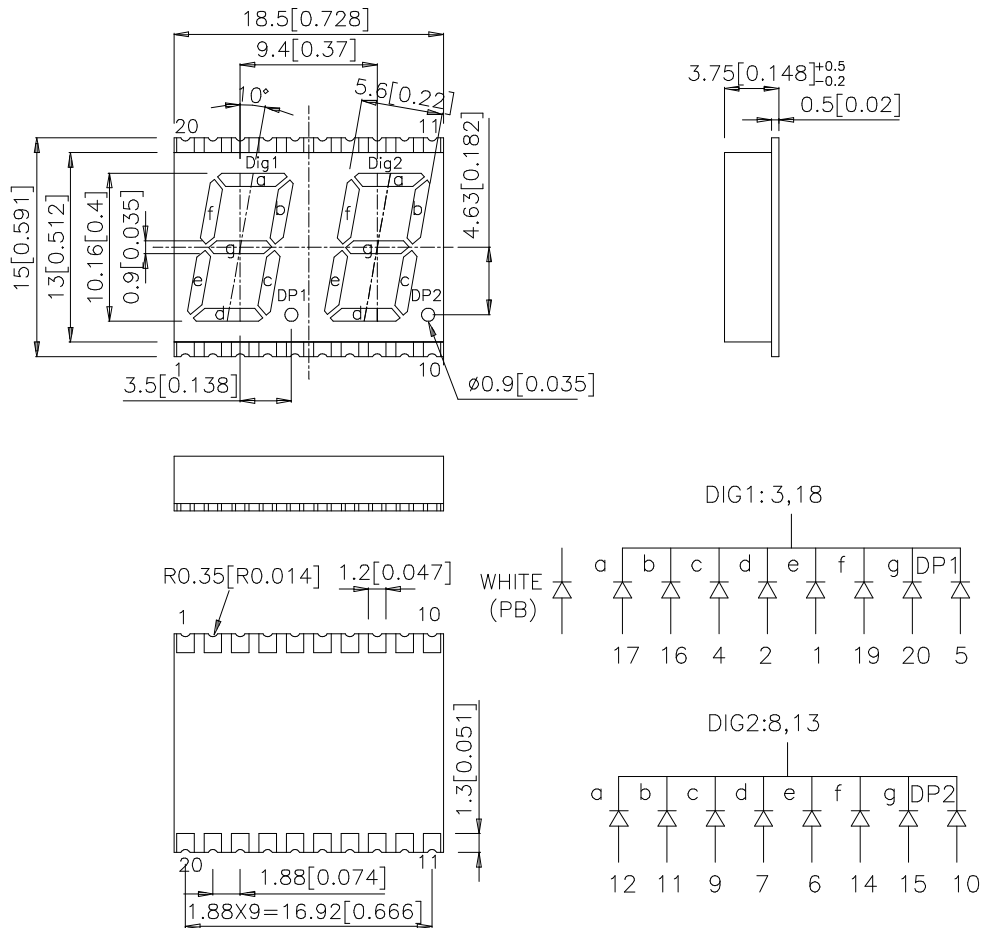 18.5[0.728]
9.4[0.37]
10°
5.6[0.22]
20
11
Dig1
Dig2
a
a
f
b
f
b
g
g
e
c
e
c
d
d
DP1
DP2
1
10
15[0.591]
13[0.512]
10.16[0.4]
0.9[0.035]
4.63[0.182]
3.5[0.138]
ø0.9[0.035]
3.75[0.148]+0.5 -0.2
0.5[0.02]
R0.35[R0.014]
1.2[0.047]
1
10
1.3[0.051]
20
11
1.88[0.074]
1.88X9=16.92[0.666]
WHITE
(PB)
DIG1: 3,18
a b c d e f g DP1
17 16 4 2 1 19 20 5
DIG2:8,13
a b c d e f g DP2
12 11 9 7 6 14 15 10